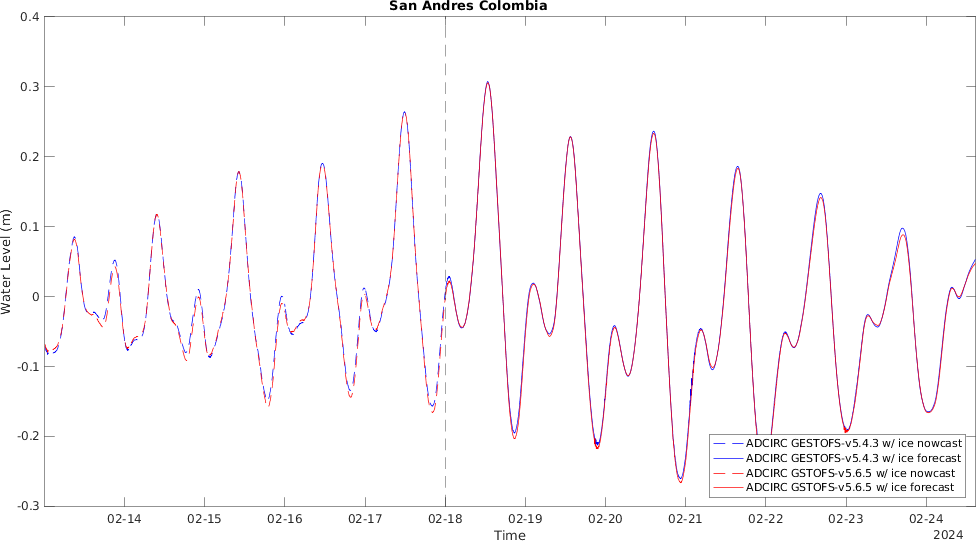 San Andres Colombia
0.4
0.3
0.2
0.1
0
-0.1
-0.2
-0.3
Water Level (m)
ADCIRC GESTOFS-v5.4.3 w/ ice nowcast
ADCIRC GESTOFS-v5.4.3 w/ ice forecast
ADCIRC GSTOFS-v5.6.5 w/ ice nowcast
ADCIRC GSTOFS-v5.6.5 w/ ice forecast
02-14 02-15 02-16 02-17 02-18 02-19 02-20 02-21 02-22 02-23 02-24
Time
2024